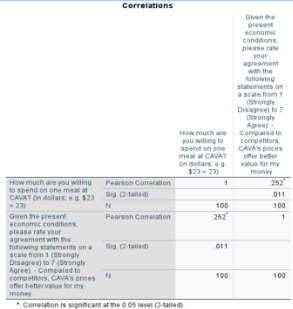 Correlations
Given the
present
economic
conditions,
please rate
your
agreement
with the
following
statements on
a scale from 1
(Strongly
Disagree) to 7
(Strongly
Agree). -
How much are Compared to
you willing to competitors,
spend on one CAVA's prices
meal at CAVA? offer better
(in dollars; e.g. value for my
$23 = 23) money
How much are you willing Pearson Correlation 1 .252*
to spend on one meal at
CAVA? (in dollars; e.g. $23 Sig. (2-tailed) .011
= 23) N 100 100
Given the present Pearson Correlation .252* 1
economic conditions,
please rate your
agreement with the
following statements on a Sig. (2-tailed) .011
scale from 1 (Strongly
Disagree) to 7 (Strongly
Agree). - Compared to
competitors, CAVA's prices N 100 100
offer better value for my
money
*. Correlation is significant at the 0.05 level (2-tailed).